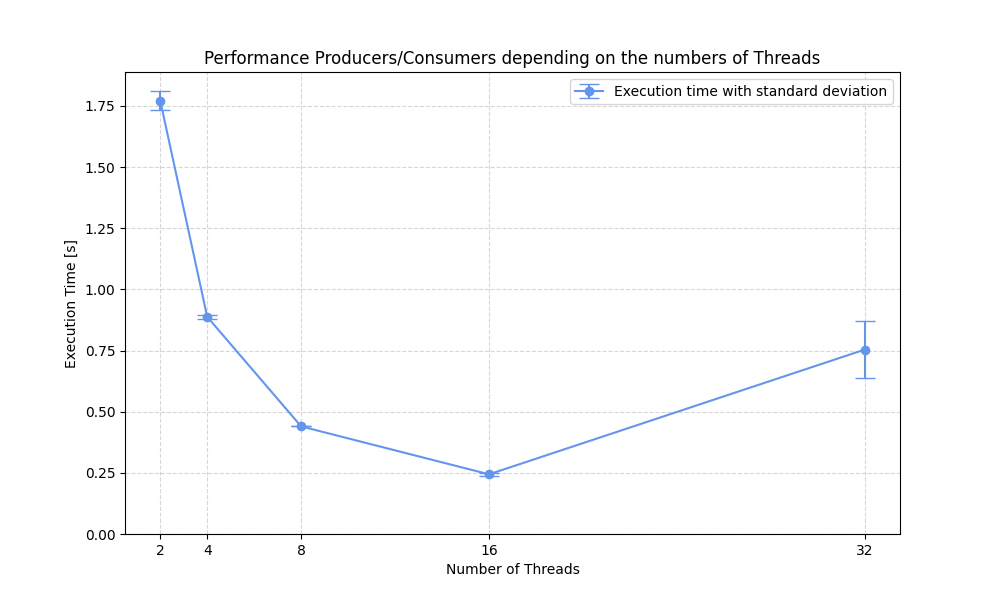 Performance Producers/Consumers depending on the numbers of Threads
Execution time with standard deviation
Execution Time [s]
1.75
1.50
1.25
1.00
0.75
0.50
0.25
0.00
2 4 8 16 32
Number of Threads